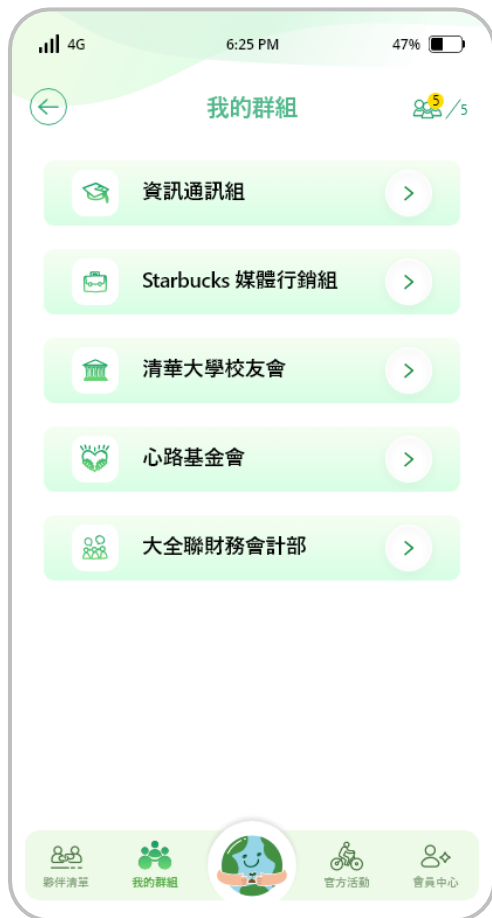 4G 6:25 PM 47%
我的群組 5/5
資訊通訊組
Starbucks 媒體行銷組
清華大學校友會
心路基金會
大全聯財務會計部
夥伴清單 我的群組 官方活動 會員中心